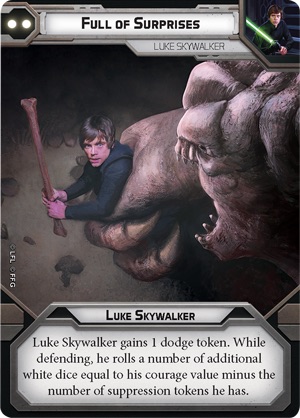 Full of Surprises
LUKE SKYWALKER
©LFL ©FFG
Luke Skywalker
Luke Skywalker gains 1 dodge token. While
defending, he rolls a number of additional
white dice equal to his courage value minus the
number of suppression tokens he has.